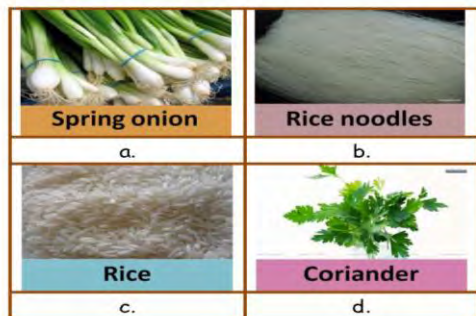 Spring onion
Rice noodles
a.
b.
Rice
Coriander
c.
d.